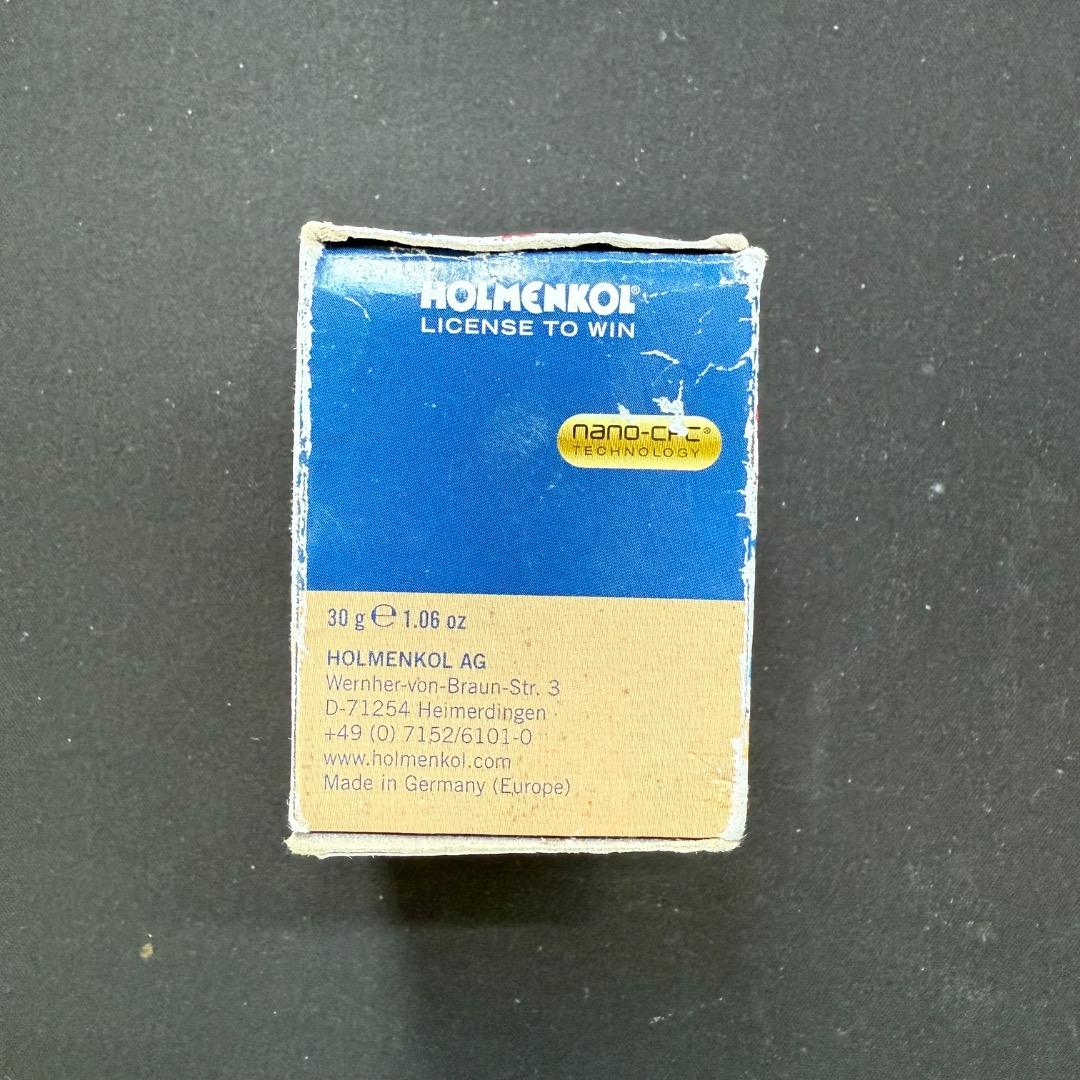 HOLMENKOL®
LICENSE TO WIN
TECHNOLOGY
30 g ℮ 1.06 oz
HOLMENKOL AG
Wernher-von-Braun-Str. 3
D-71254 Heimerdingen
+49 (0) 7152/6101-0
www.holmenkol.com
Made in Germany (Europe)